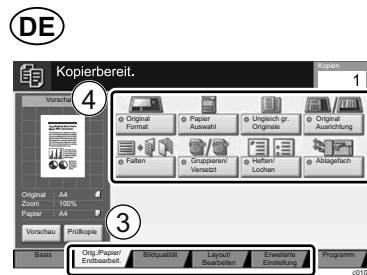 DE
Kopierbereit.
Kopien
1
Vorscha
4
Original
Format
Papier
Auswahl
Ungleich gr.
Originale
Original
Ausrichtung
Falten
Gruppieren/
Versetzt
Heften/
Lochen
Ablagefach
Original : A4
Zoom : 100%
Papier : A4
3
Vorschau
Prüfkopie
Basis
Orig./Papier/
Endbearbeit.
Bildqualität
Layout/
Bearbeiten
Erweiterte
Einstellung
Programm
c010